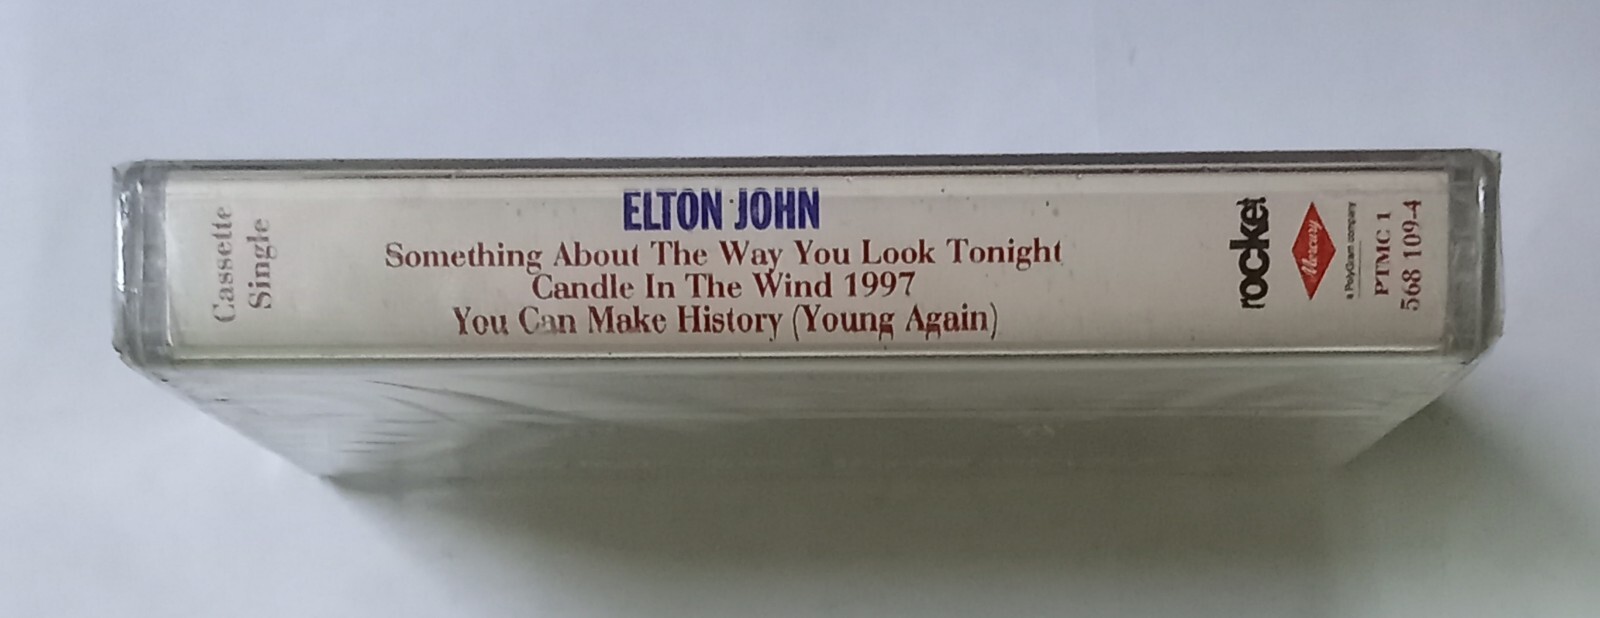 Cassette
Single
ELTON JOHN
Something About The Way You Look Tonight
Candle In The Wind 1997
You Can Make History (Young Again)
rocket
Mercury
a PolyGram company
PTMC 1
568 109-4